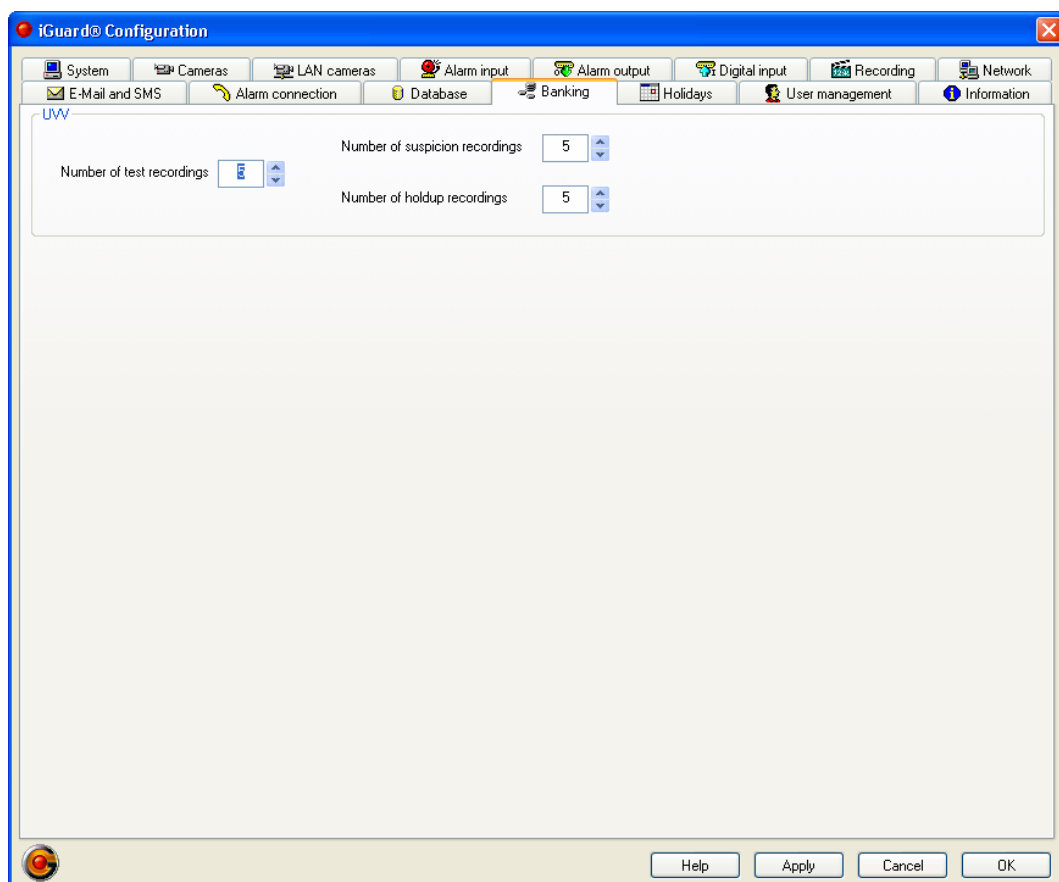 iGuard® Configuration
System Cameras LAN cameras Alarm input Alarm output Digital input Recording Network
E-Mail and SMS Alarm connection Database Banking Holidays User management Information
UVV
Number of suspicion recordings 5
Number of test recordings 5
Number of holdup recordings 5
Help Apply Cancel OK